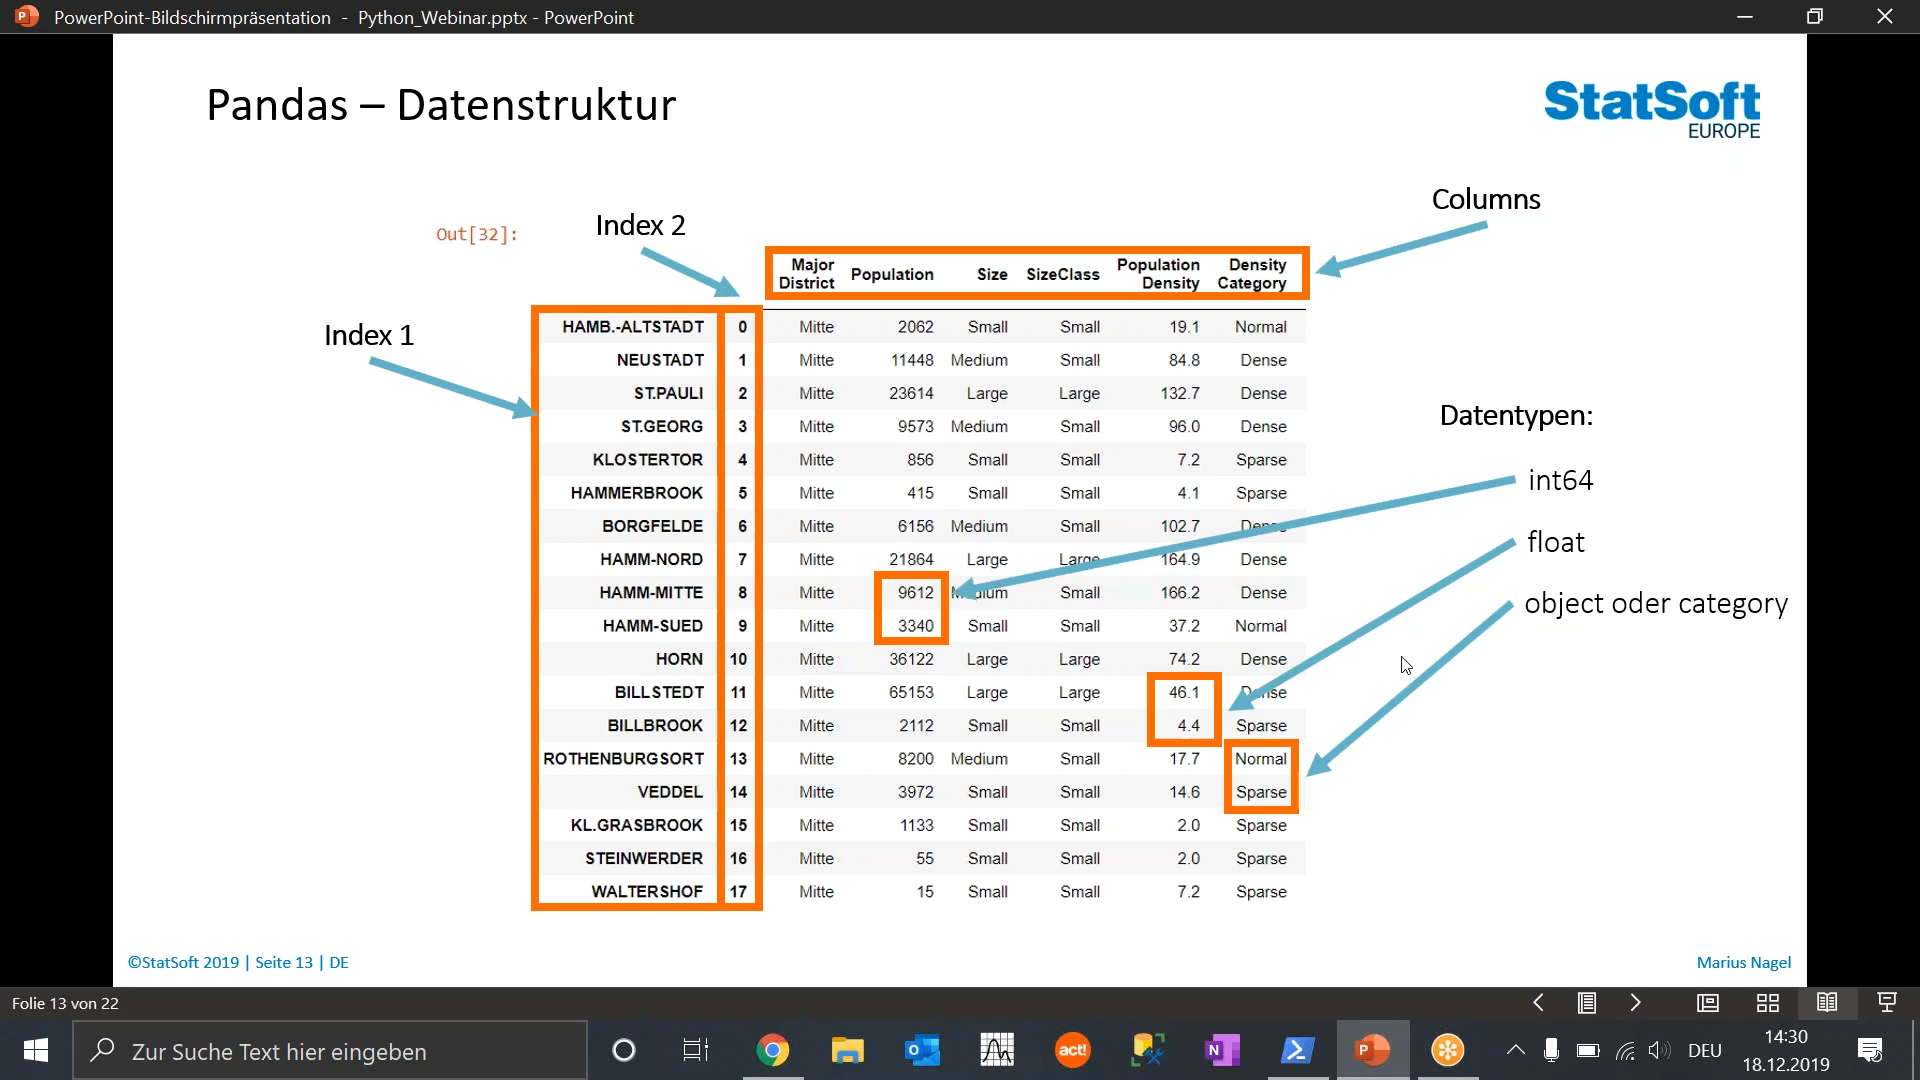 PowerPoint-Bildschirmpräsentation - Python_Webinar.pptx - PowerPoint
Pandas – Datenstruktur
StatSoft
EUROPE
Columns
Index 2
Out[32]:
Index 1
Major District Population Size SizeClass Population Density Density Category
HAMB.-ALTSTADT 0 Mitte 2062 Small Small 19.1 Normal
NEUSTADT 1 Mitte 11448 Medium Small 84.8 Dense
ST.PAULI 2 Mitte 23614 Large Large 132.7 Dense
ST.GEORG 3 Mitte 9573 Medium Small 96.0 Dense
KLOSTERTOR 4 Mitte 856 Small Small 7.2 Sparse
HAMMERBROOK 5 Mitte 415 Small Small 4.1 Sparse
BORGFELDE 6 Mitte 6156 Medium Small 102.7 Dense
HAMM-NORD 7 Mitte 21864 Large Large 164.9 Dense
HAMM-MITTE 8 Mitte 9612 Medium Small 166.2 Dense
HAMM-SUED 9 Mitte 3340 Small Small 37.2 Normal
HORN 10 Mitte 36122 Large Large 74.2 Dense
BILLSTEDT 11 Mitte 65153 Large Large 46.1 Dense
BILLBROOK 12 Mitte 2112 Small Small 4.4 Sparse
ROTHENBURGSORT 13 Mitte 8200 Medium Small 17.7 Normal
VEDDEL 14 Mitte 3972 Small Small 14.6 Sparse
KL.GRASBROOK 15 Mitte 1133 Small Small 2.0 Sparse
STEINWERDER 16 Mitte 55 Small Small 2.0 Sparse
WALTERSHOF 17 Mitte 15 Small Small 7.2 Sparse
Datentypen:
int64
float
object oder category
©StatSoft 2019 | Seite 13 | DE
Marius Nagel
Folie 13 von 22
Zur Suche Text hier eingeben
act!
DEU
14:30
18.12.2019